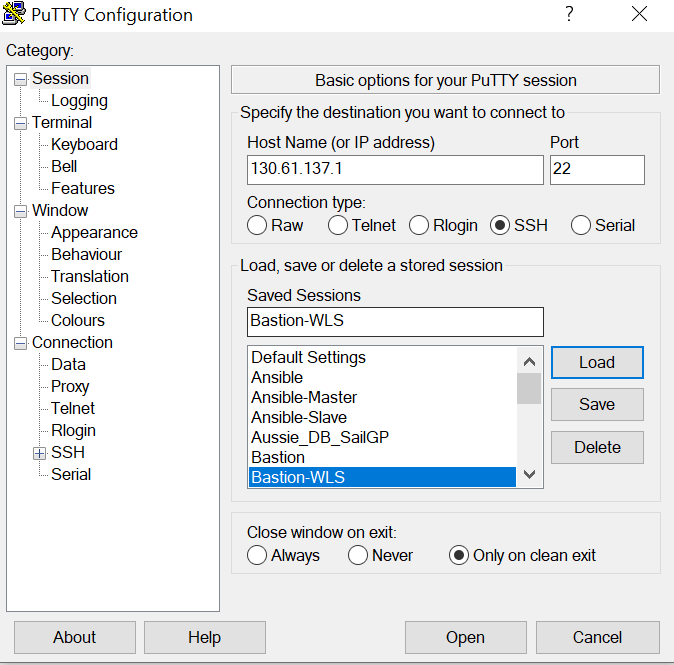 PuTTY Configuration
?
Category:
Session
Logging
Terminal
Keyboard
Bell
Features
Window
Appearance
Behaviour
Translation
Selection
Colours
Connection
Data
Proxy
Telnet
Rlogin
SSH
Serial
Basic options for your PuTTY session
Specify the destination you want to connect to
Host Name (or IP address) Port
130.61.137.1 22
Connection type:
Raw Telnet Rlogin SSH Serial
Load, save or delete a stored session
Saved Sessions
Bastion-WLS
Default Settings
Ansible
Ansible-Master
Ansible-Slave
Aussie_DB_SailGP
Bastion
Bastion-WLS
Load
Save
Delete
Close window on exit:
Always Never Only on clean exit
About Help Open Cancel